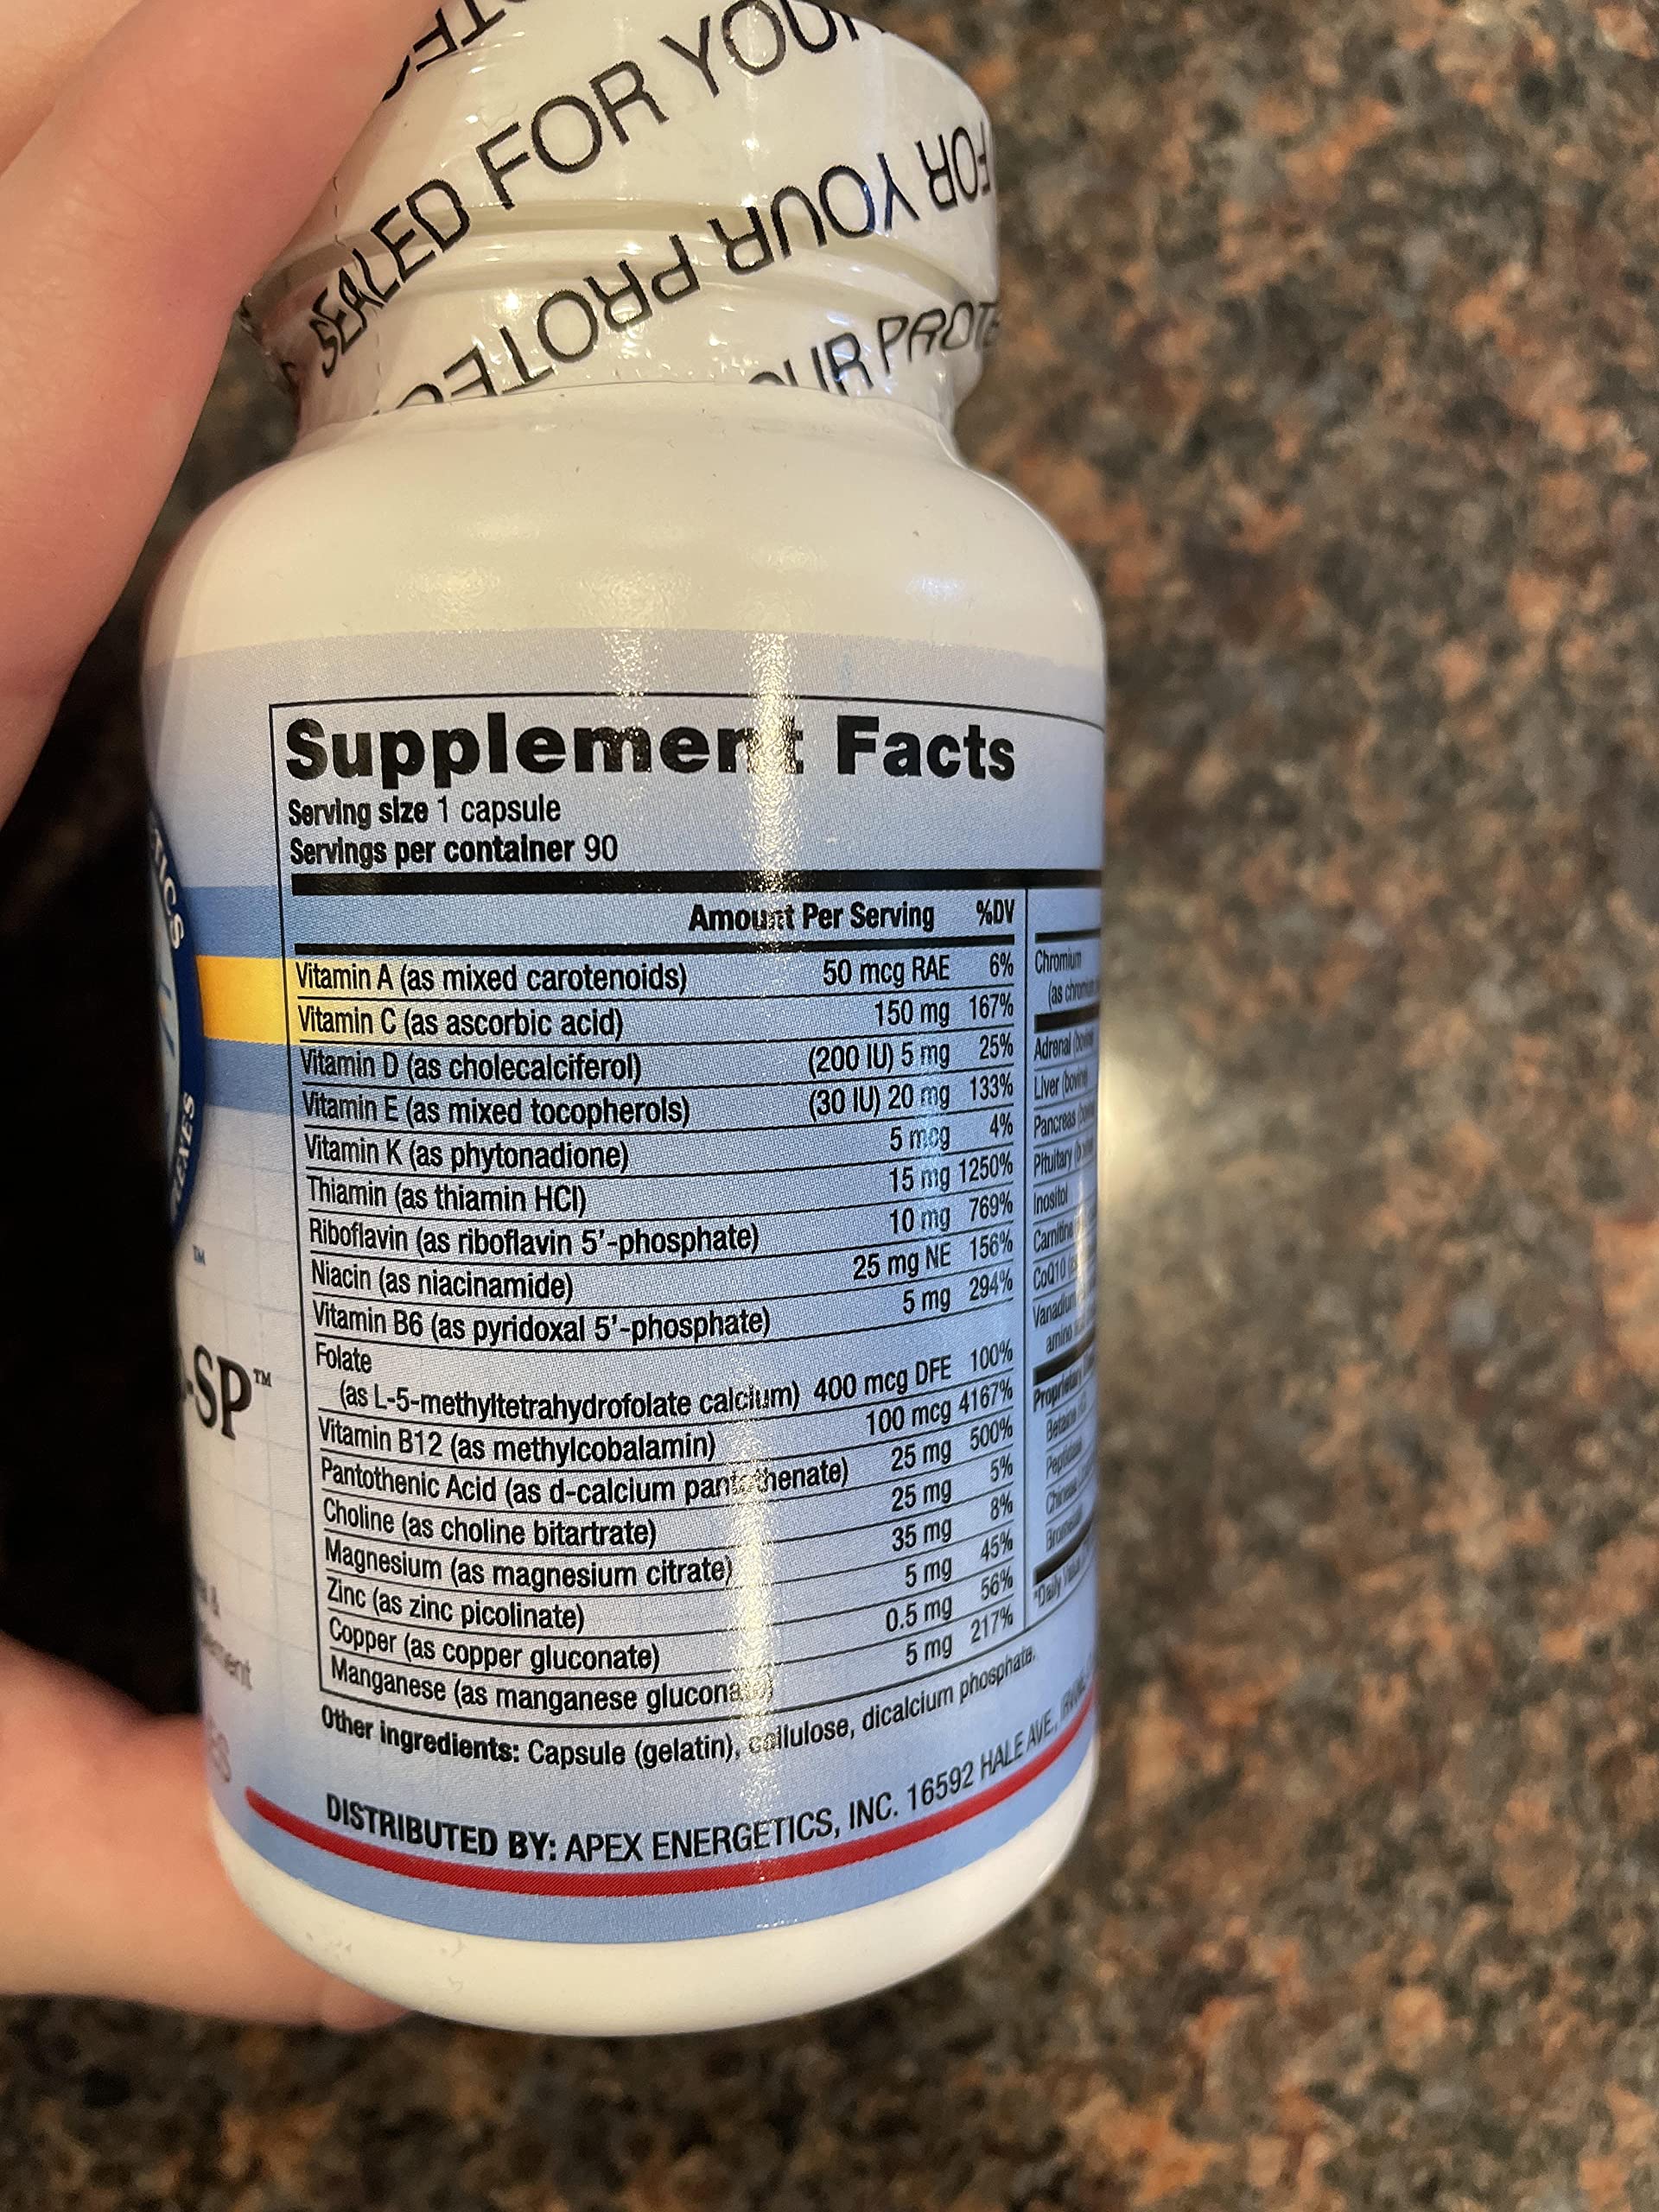 SEALED FOR YOUR
FOR YOUR PROTEC
OUR PROTE
Supplement Facts
Serving size 1 capsule
Servings per container 90
Amount Per Serving %DV
Vitamin A (as mixed carotenoids) 50 mcg RAE 6%
Vitamin C (as ascorbic acid) 150 mg 167%
Vitamin D (as cholecalciferol) (200 IU) 5 mg 25%
Vitamin E (as mixed tocopherols) (30 IU) 20 mg 133%
Vitamin K (as phytonadione) 5 mcg 4%
Thiamin (as thiamin HCl) 15 mg 1250%
Riboflavin (as riboflavin 5'-phosphate) 10 mg 769%
Niacin (as niacinamide) 25 mg NE 156%
Vitamin B6 (as pyridoxal 5'-phosphate) 5 mg 294%
Folate
(as L-5-methyltetrahydrofolate calcium) 400 mcg DFE 100%
Vitamin B12 (as methylcobalamin) 100 mcg 4167%
Pantothenic Acid (as d-calcium pantothenate) 25 mg 500%
Choline (as choline bitartrate) 25 mg 5%
Magnesium (as magnesium citrate) 35 mg 8%
Zinc (as zinc picolinate) 5 mg 45%
Copper (as copper gluconate) 0.5 mg 56%
Manganese (as manganese gluconate) 5 mg 217%
Chromium
(as
Adrenal
Liver (bovine
Pancreas
Pituitary
Inositol
Carnitine
CoQ10
Vanadium
amino
Proprietary
*Daily
Other ingredients: Capsule (gelatin), cellulose, dicalcium phosphate.
DISTRIBUTED BY: APEX ENERGETICS, INC. 16592 HALE AVE.,
-SP™
TM